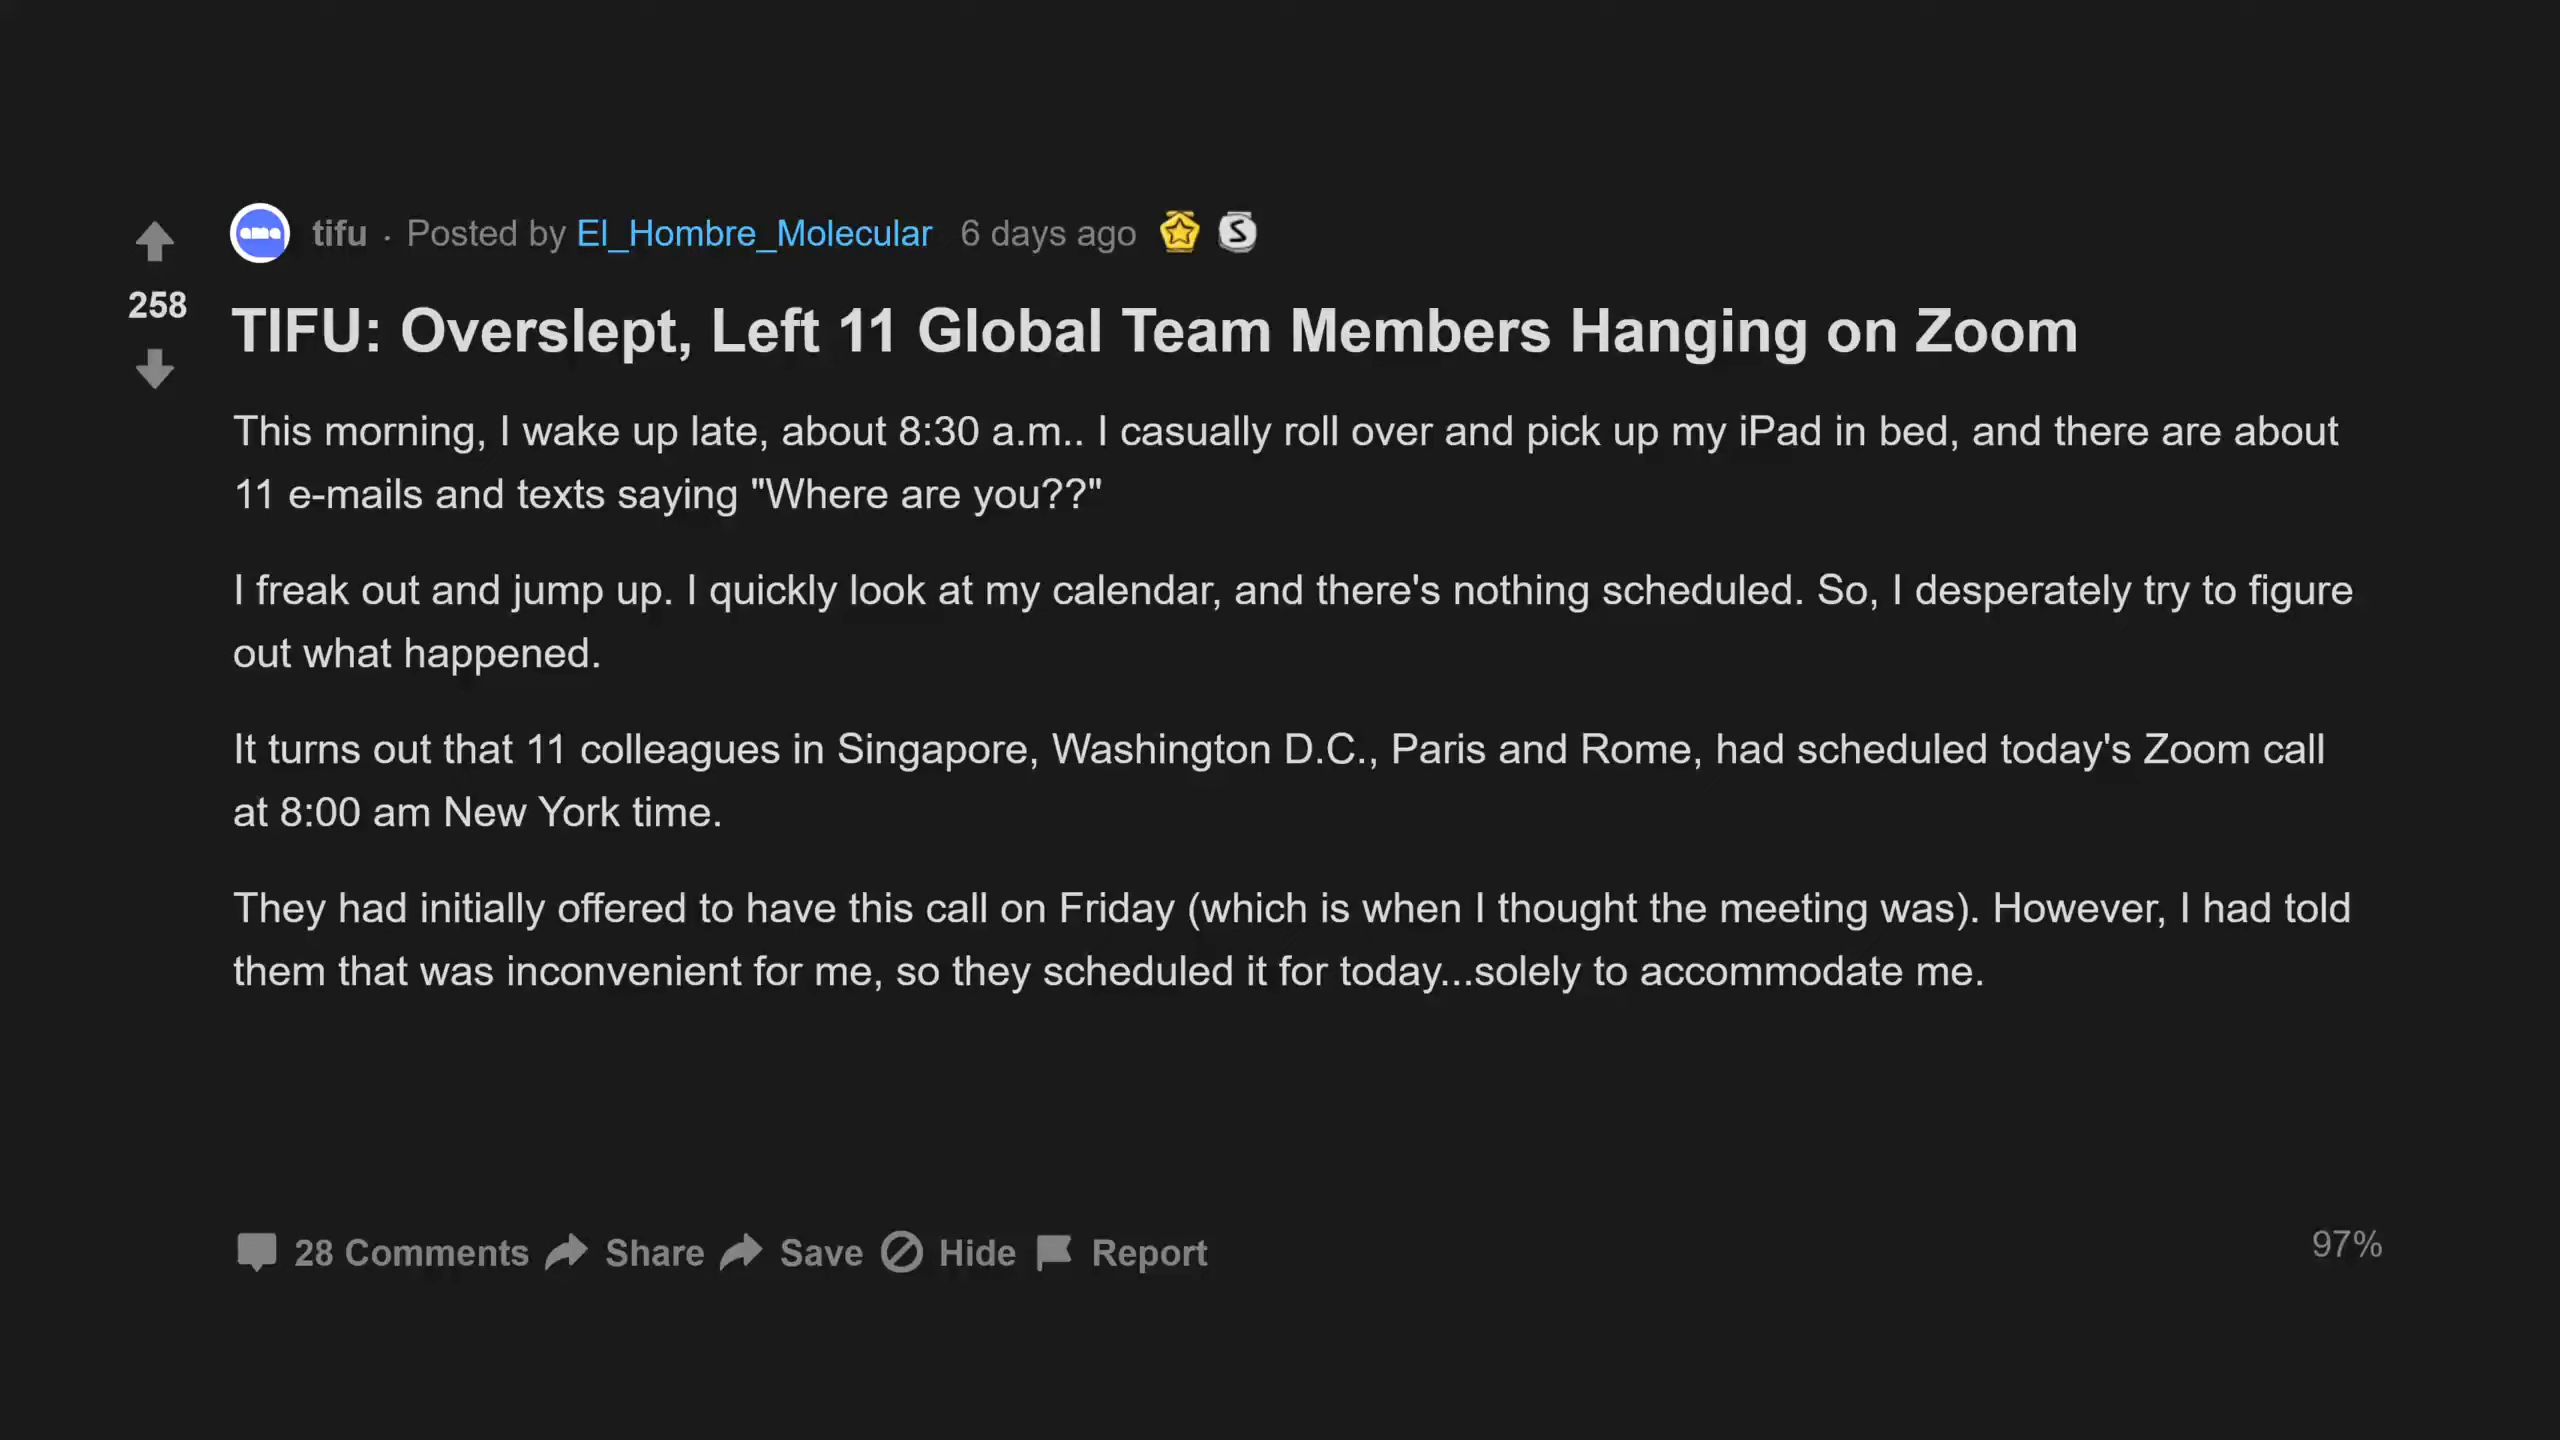 ama tifu · Posted by El_Hombre_Molecular 6 days ago S
258
TIFU: Overslept, Left 11 Global Team Members Hanging on Zoom
This morning, I wake up late, about 8:30 a.m.. I casually roll over and pick up my iPad in bed, and there are about
11 e-mails and texts saying "Where are you??"
I freak out and jump up. I quickly look at my calendar, and there's nothing scheduled. So, I desperately try to figure
out what happened.
It turns out that 11 colleagues in Singapore, Washington D.C., Paris and Rome, had scheduled today's Zoom call
at 8:00 am New York time.
They had initially offered to have this call on Friday (which is when I thought the meeting was). However, I had told
them that was inconvenient for me, so they scheduled it for today...solely to accommodate me.
28 Comments Share Save Hide Report
97%